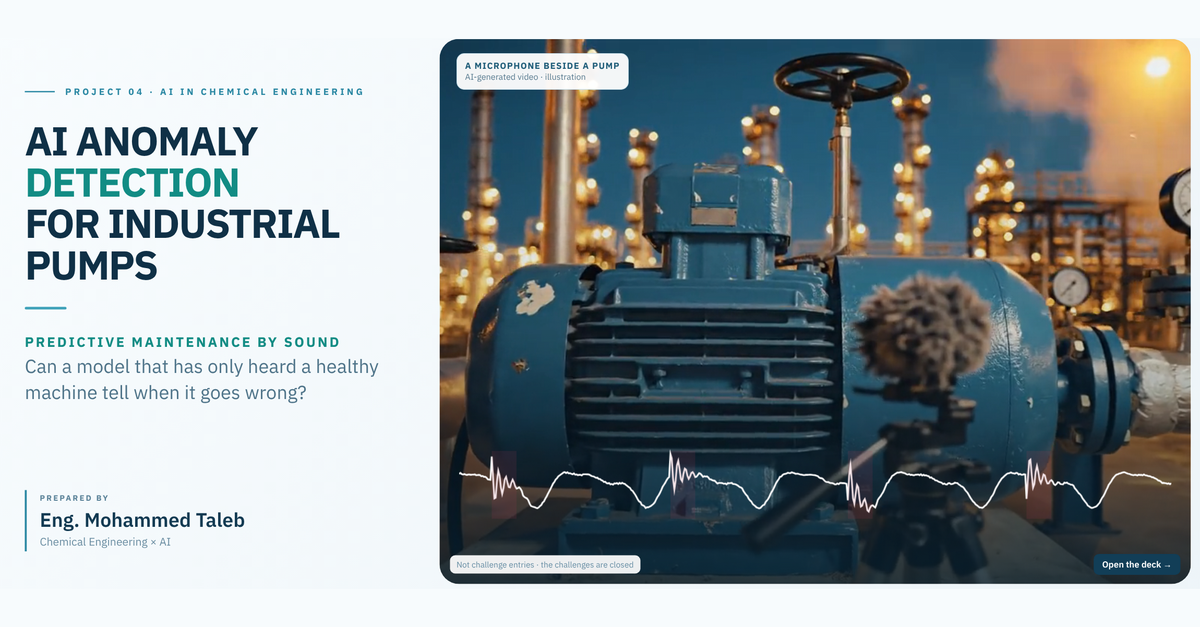 PROJECT 04 · AI IN CHEMICAL ENGINEERING
AI ANOMALY
DETECTION
FOR INDUSTRIAL
PUMPS
PREDICTIVE MAINTENANCE BY SOUND
Can a model that has only heard a healthy
machine tell when it goes wrong?
PREPARED BY
Eng. Mohammed Taleb
Chemical Engineering × AI
A MICROPHONE BESIDE A PUMP
AI-generated video · illustration
Not challenge entries · the challenges are closed
Open the deck →